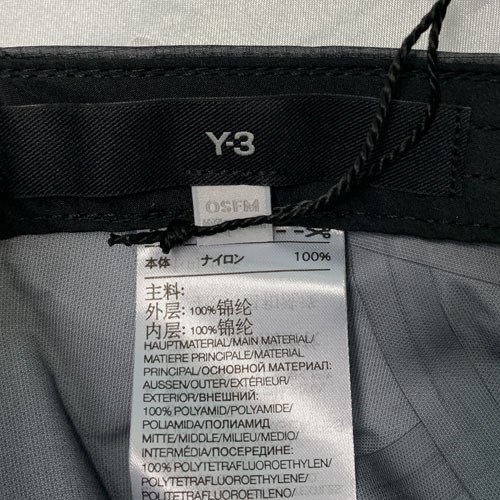 Y-3
OSFM
本体 ナイロン 100%
主料:
外层: 100%锦纶
内层: 100%锦纶
HAUPTMATERIAL/MAIN MATERIAL/
MATIERE PRINCIPALE/MATERIAL
PRINCIPAL/ОСНОВНОЙ МАТЕРИАЛ:
AUSSEN/OUTER/EXTÉRIEUR/
EXTERIOR/ВНЕШНИЙ:
100% POLYAMID/POLYAMIDE/
POLIAMIDA/ПОЛИАМИД
MITTE/MIDDLE/MILIEU/MEDIO/
INTERMÉDIA/ПОСЕРЕДИНЕ:
100% POLYTETRAFLUOROETHYLEN/
POLYTETRAFLUOROETHYLENE/
POLYTETRAFLUOROETHYLENE/